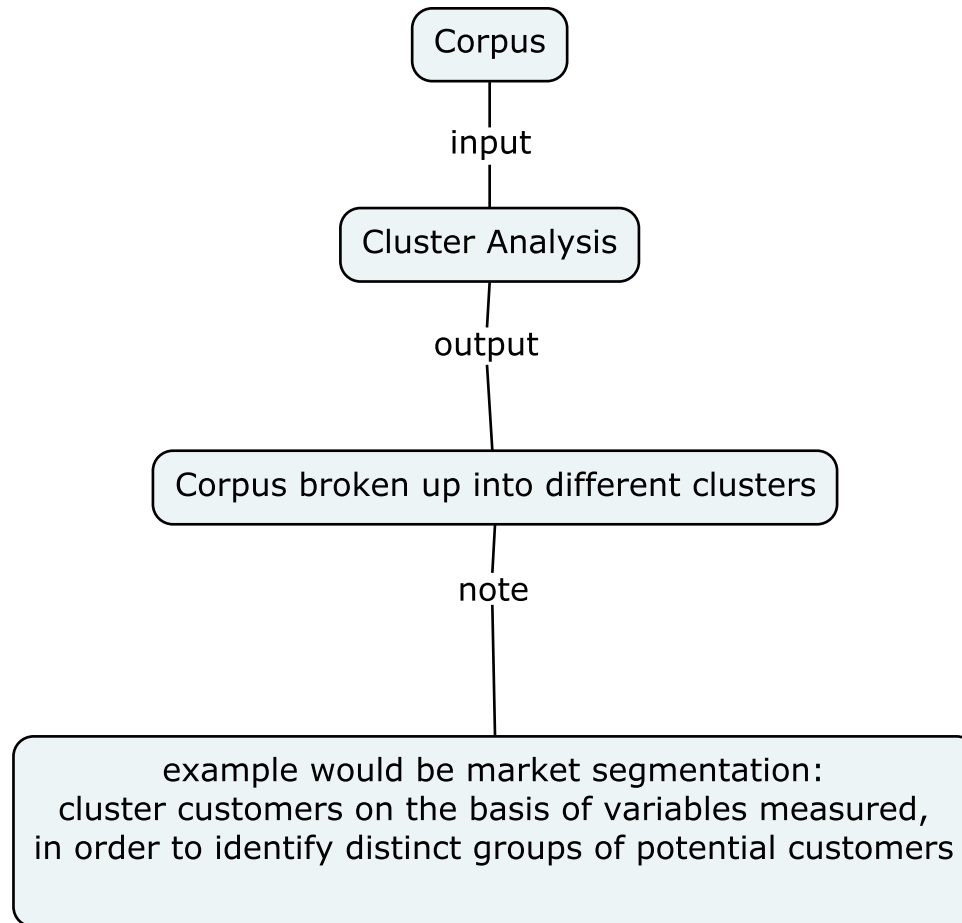 Corpus
input
Cluster Analysis
output
Corpus broken up into different clusters
note
example would be market segmentation:
cluster customers on the basis of variables measured,
in order to identify distinct groups of potential customers